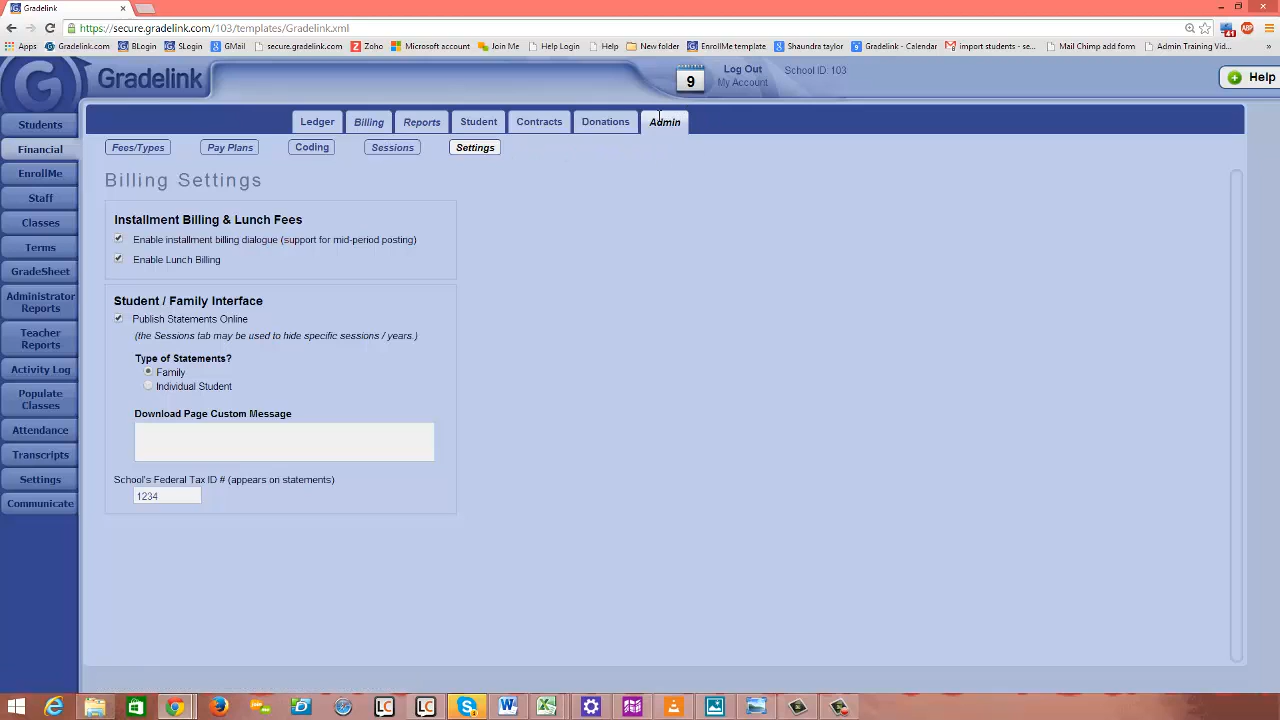 Gradelink
https://secure.gradelink.com/103/templates/Gradelink.xml
Apps Gradelink.com BLogin SLogin GMail secure.gradelink.com Zoho Microsoft account Join Me Help Login Help New folder EnrollMe template Shaundra taylor Gradelink - Calendar import students - se... Mail Chimp add form Admin Training Vid... »
G Gradelink 9 Log Out School ID: 103 Help
My Account
Ledger Billing Reports Student Contracts Donations Admin
Fees/Types Pay Plans Coding Sessions Settings
Students
Financial
EnrollMe
Staff
Classes
Terms
GradeSheet
Administrator
Reports
Teacher
Reports
Activity Log
Populate
Classes
Attendance
Transcripts
Settings
Communicate
Billing Settings
Installment Billing & Lunch Fees
Enable installment billing dialogue (support for mid-period posting)
Enable Lunch Billing
Student / Family Interface
Publish Statements Online
(the Sessions tab may be used to hide specific sessions / years.)
Type of Statements?
Family
Individual Student
Download Page Custom Message
School's Federal Tax ID # (appears on statements)
1234